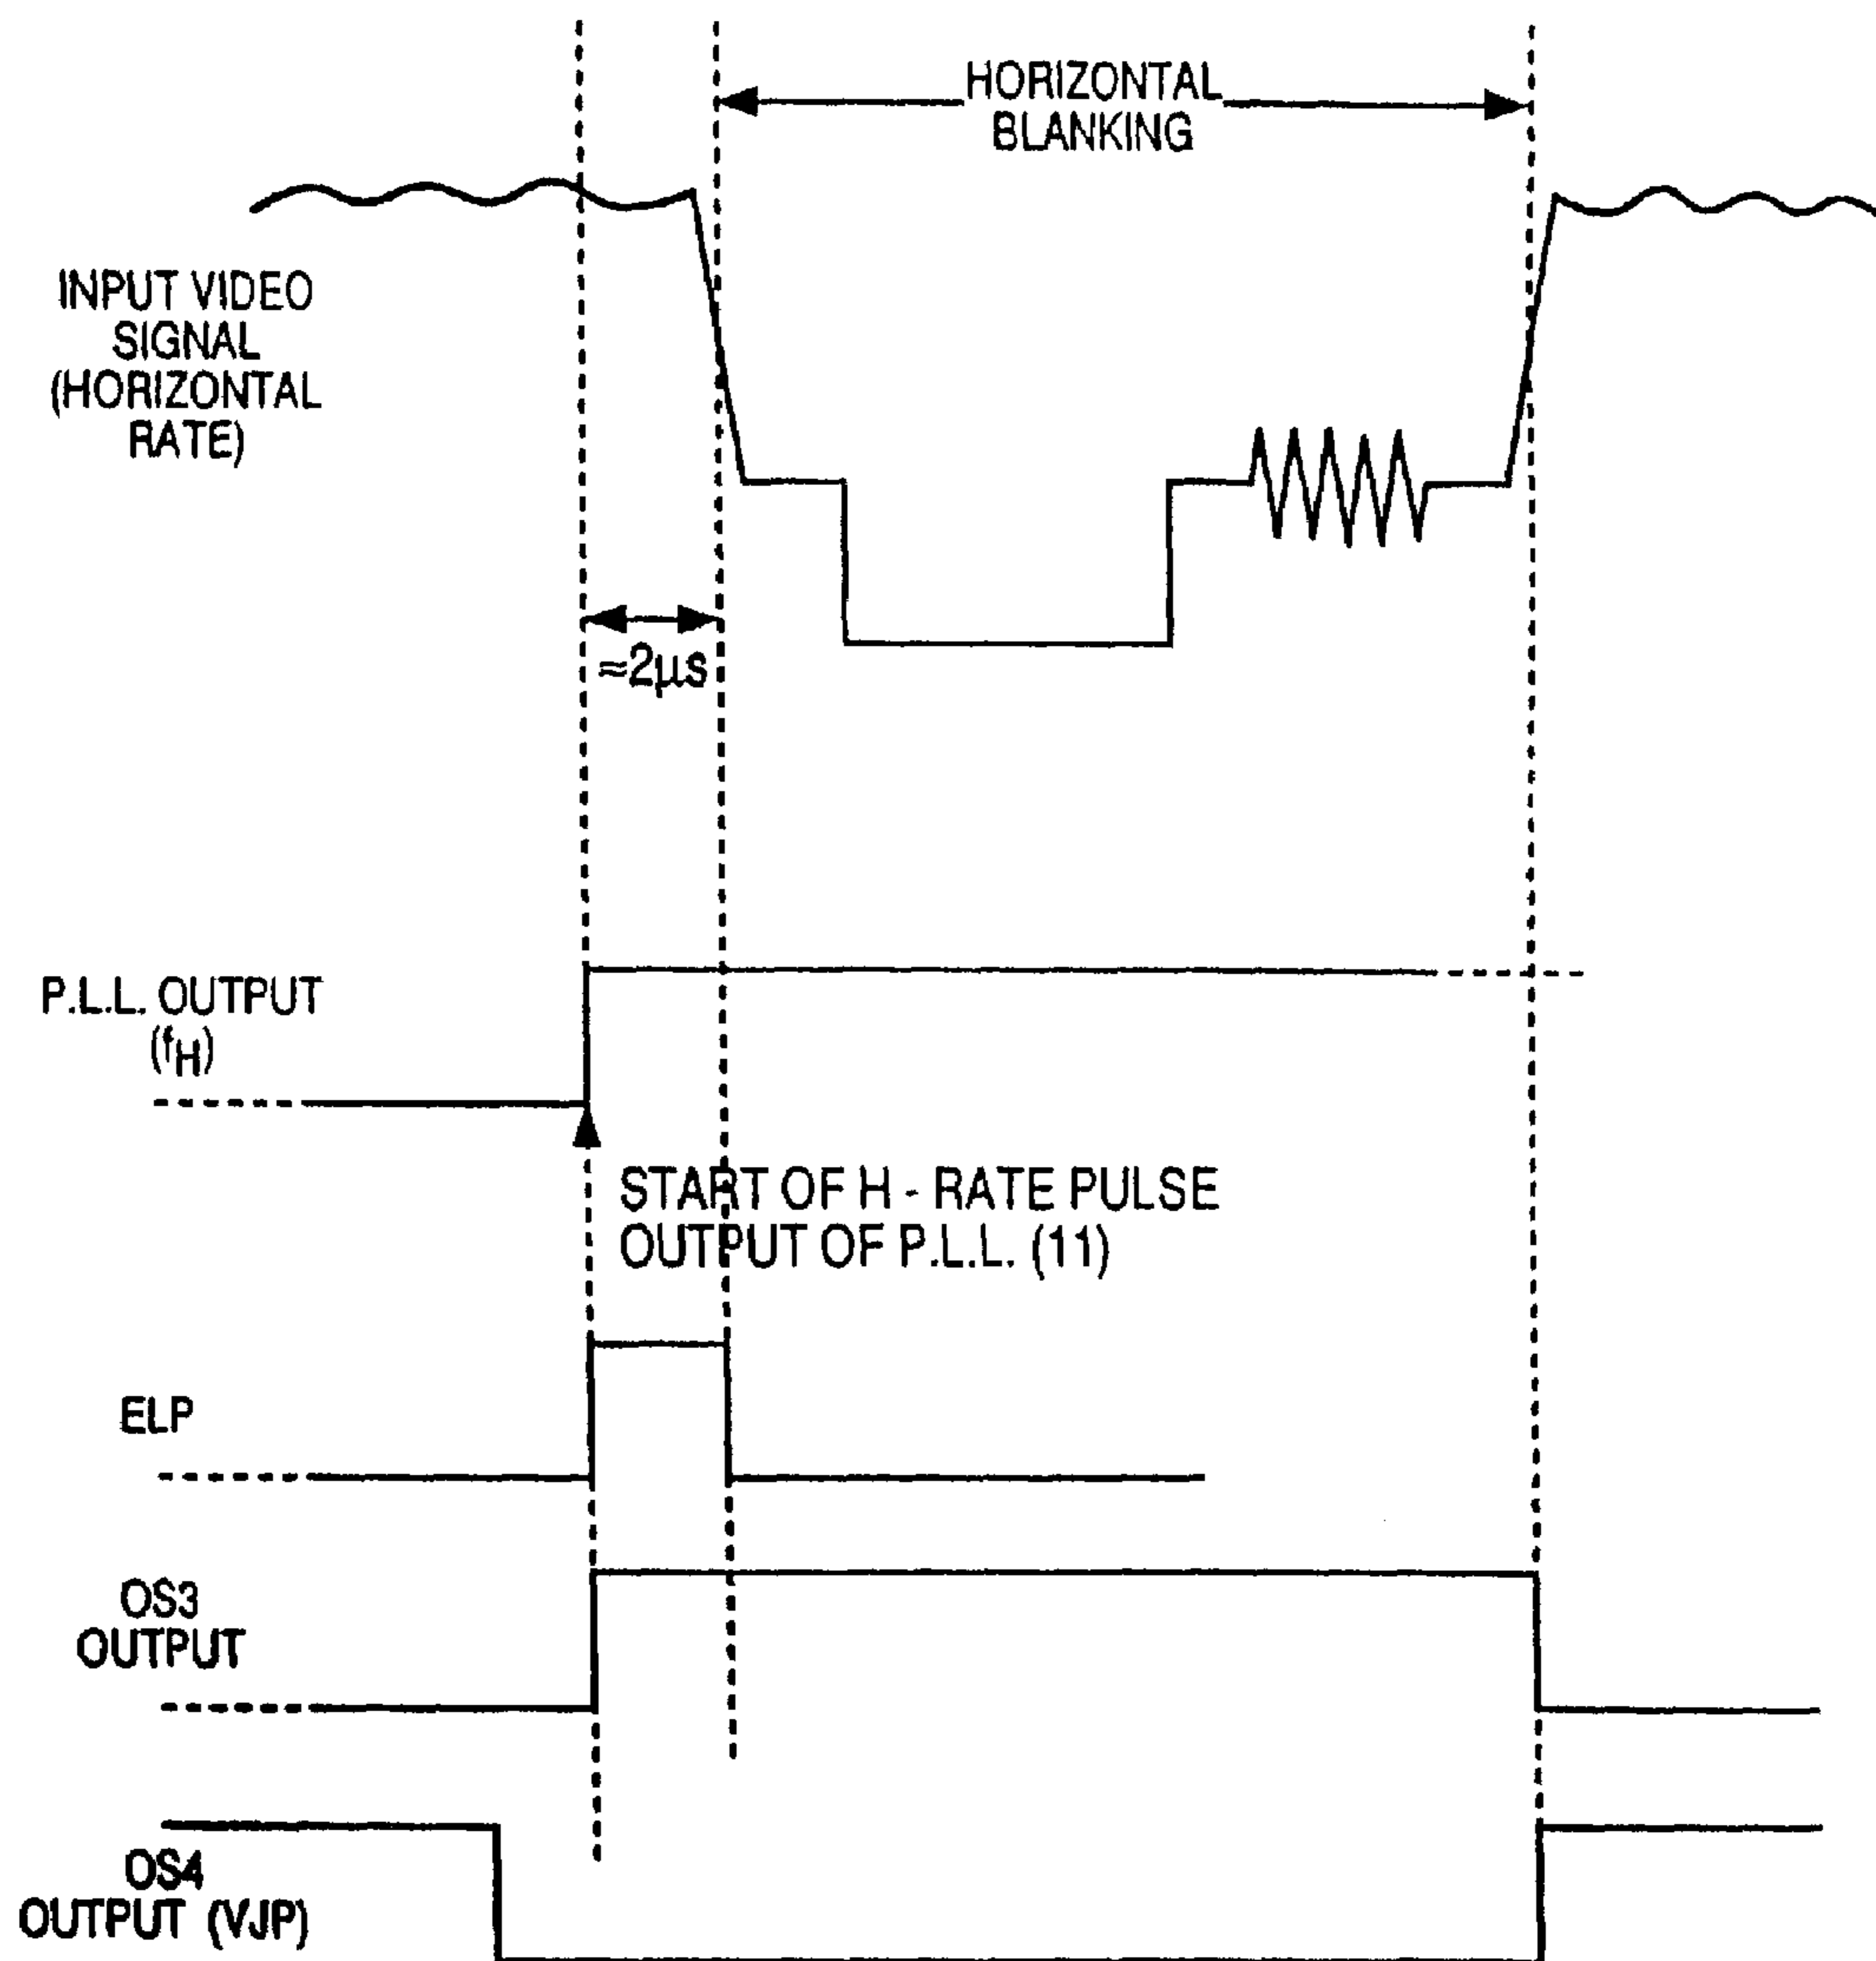 HORIZONTAL
BLANKING
INPUT VIDEO
SIGNAL
(HORIZONTAL
RATE)
≈2µs
P.L.L. OUTPUT
(fH)
START OF H - RATE PULSE
OUTPUT OF P.L.L. (11)
ELP
OS3
OUTPUT
OS4
OUTPUT (VJP)